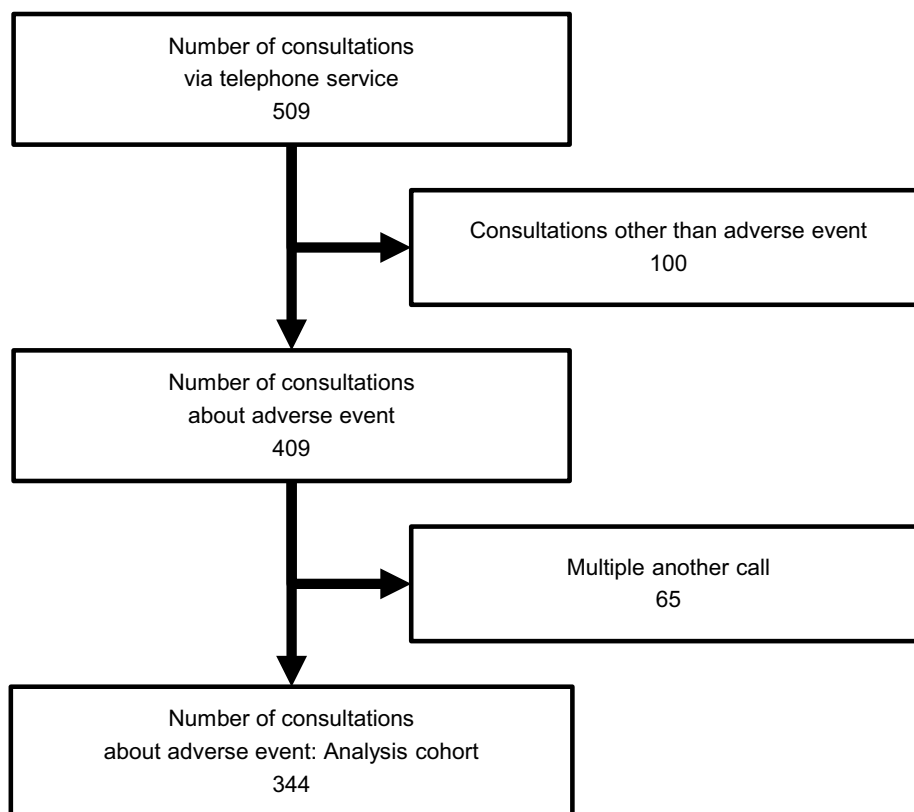 Number of consultations
via telephone service
509
Consultations other than adverse event
100
Number of consultations
about adverse event
409
Multiple another call
65
Number of consultations
about adverse event: Analysis cohort
344